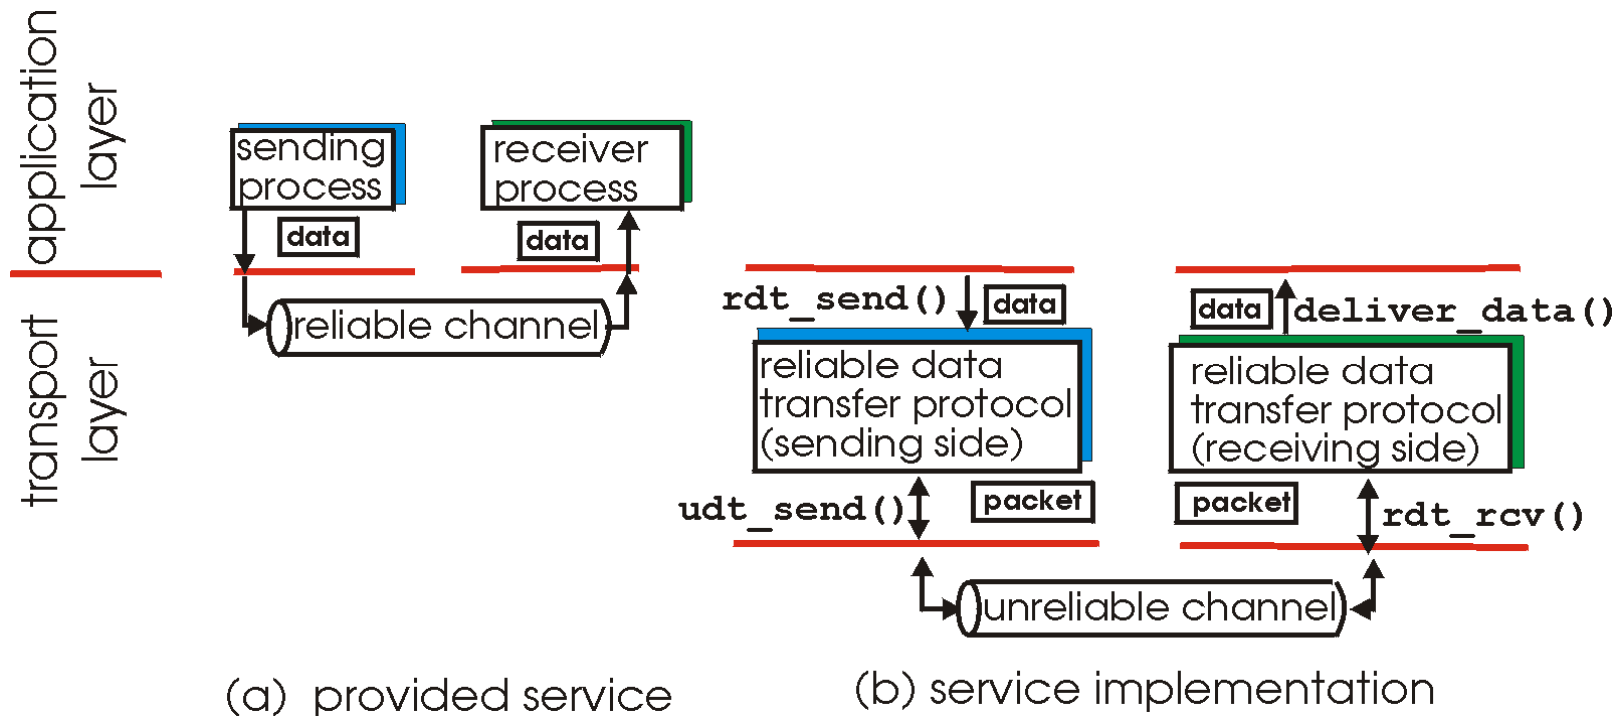 application
layer
transport
layer
sending
process
receiver
process
data
data
reliable channel
(a) provided service
rdt_send()
data
data
deliver_data()
reliable data
transfer protocol
(sending side)
reliable data
transfer protocol
(receiving side)
udt_send()
packet
packet
rdt_rcv()
unreliable channel
(b) service implementation